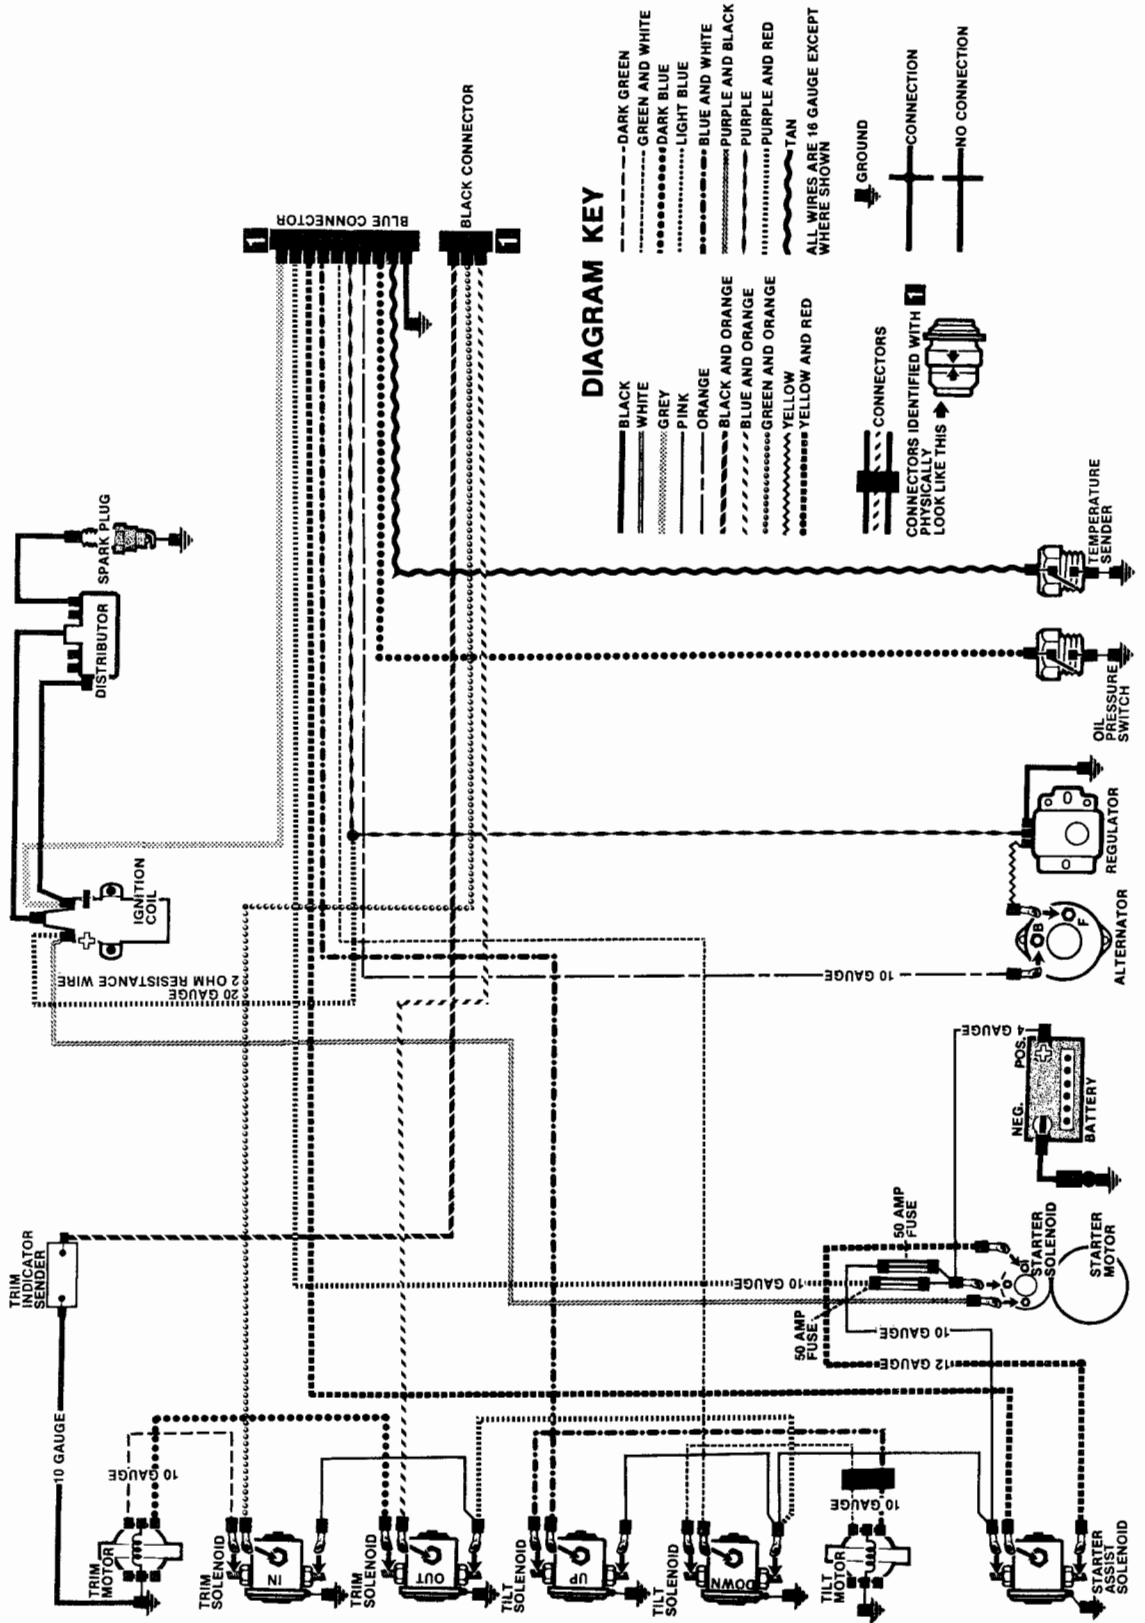 1
BLUE CONNECTOR
BLACK CONNECTOR
1
SPARK PLUG
DISTRIBUTOR
IGNITION
COIL
2 OHM RESISTANCE WIRE
20 GAUGE
TRIM
INDICATOR
SENDER
10 GAUGE
TRIM
MOTOR
10 GAUGE
TRIM
SOLENOID
IN
TRIM
SOLENOID
OUT
TILT
SOLENOID
UP
TILT
SOLENOID
DOWN
TILT
MOTOR
10 GAUGE
STARTER
ASSIST
SOLENOID
12 GAUGE
10 GAUGE
50 AMP
FUSE
10 GAUGE
50 AMP
FUSE
STARTER
SOLENOID
STARTER
MOTOR
NEG.
POS.
BATTERY
4 GAUGE
10 GAUGE
B
F
ALTERNATOR
REGULATOR
OIL
PRESSURE
SWITCH
TEMPERATURE
SENDER
DIAGRAM KEY
BLACK
WHITE
GREY
PINK
ORANGE
BLACK AND ORANGE
BLUE AND ORANGE
GREEN AND ORANGE
YELLOW
YELLOW AND RED
DARK GREEN
GREEN AND WHITE
DARK BLUE
LIGHT BLUE
BLUE AND WHITE
PURPLE AND BLACK
PURPLE
PURPLE AND RED
TAN
ALL WIRES ARE 16 GAUGE EXCEPT
WHERE SHOWN
CONNECTORS
CONNECTORS IDENTIFIED WITH 1
PHYSICALLY
LOOK LIKE THIS
GROUND
CONNECTION
NO CONNECTION